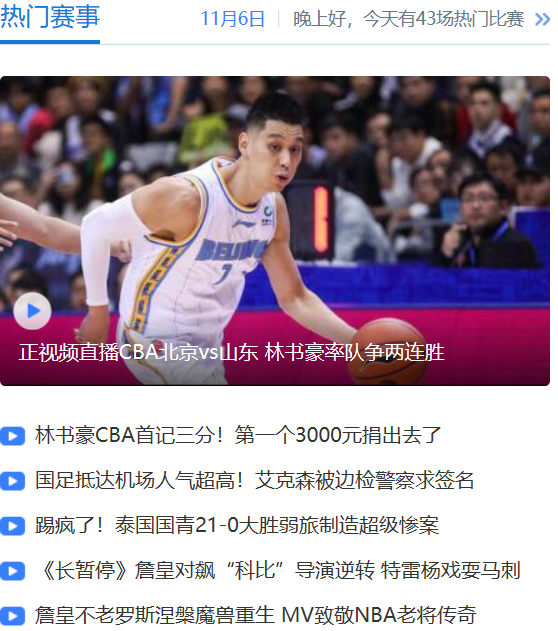 热门赛事
11月6日 | 晚上好，今天有43场热门比赛
BEIJING
7
正视频直播CBA北京vs山东 林书豪率队争两连胜
林书豪CBA首记三分！第一个3000元捐出去了
国足抵达机场人气超高！艾克森被边检警察求签名
踢疯了！泰国国青21-0大胜弱旅制造超级惨案
《长暂停》詹皇对飙“科比”导演逆转 特雷杨戏耍马刺
詹皇不老罗斯涅槃魔兽重生 MV致敬NBA老将传奇